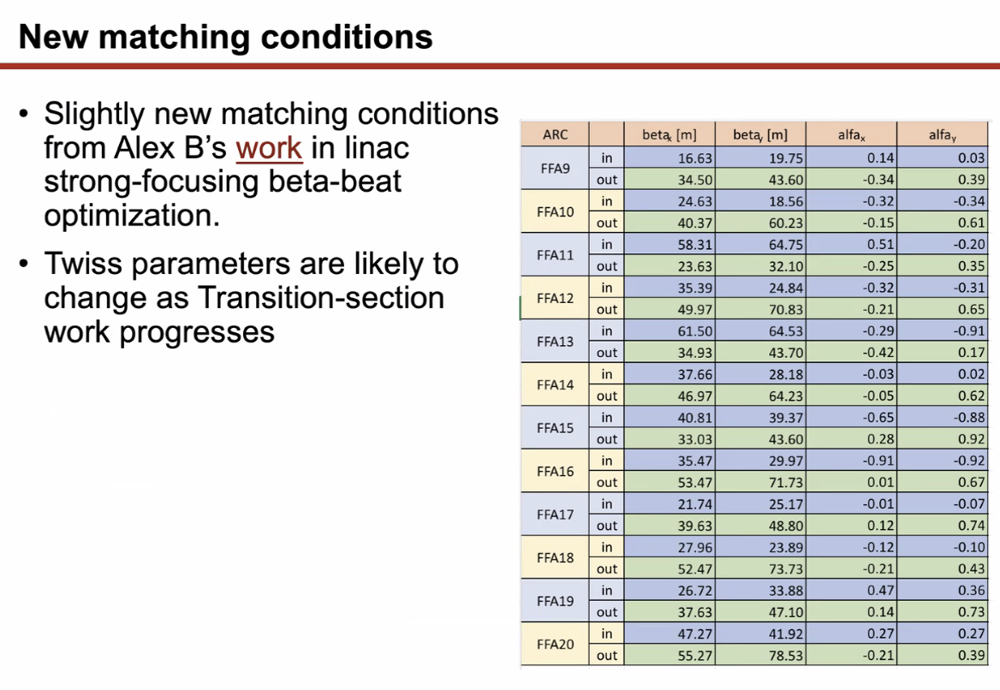 New matching conditions
• Slightly new matching conditions
from Alex B’s work in linac
strong-focusing beta-beat
optimization.
• Twiss parameters are likely to
change as Transition-section
work progresses
ARC betax [m] betay [m] alfax alfay
FFA9 in 16.63 19.75 0.14 0.03
out 34.50 43.60 -0.34 0.39
FFA10 in 24.63 18.56 -0.32 -0.34
out 40.37 60.23 -0.15 0.61
FFA11 in 58.31 64.75 0.51 -0.20
out 23.63 32.10 -0.25 0.35
FFA12 in 35.39 24.84 -0.32 -0.31
out 49.97 70.83 -0.21 0.65
FFA13 in 61.50 64.53 -0.29 -0.91
out 34.93 43.70 -0.42 0.17
FFA14 in 37.66 28.18 -0.03 0.02
out 46.97 64.23 -0.05 0.62
FFA15 in 40.81 39.37 -0.65 -0.88
out 33.03 43.60 0.28 0.92
FFA16 in 35.47 29.97 -0.91 -0.92
out 53.47 71.73 0.01 0.67
FFA17 in 21.74 25.17 -0.01 -0.07
out 39.63 48.80 0.12 0.74
FFA18 in 27.96 23.89 -0.12 -0.10
out 52.47 73.73 -0.21 0.43
FFA19 in 26.72 33.88 0.47 0.36
out 37.63 47.10 0.14 0.73
FFA20 in 47.27 41.92 0.27 0.27
out 55.27 78.53 -0.21 0.39